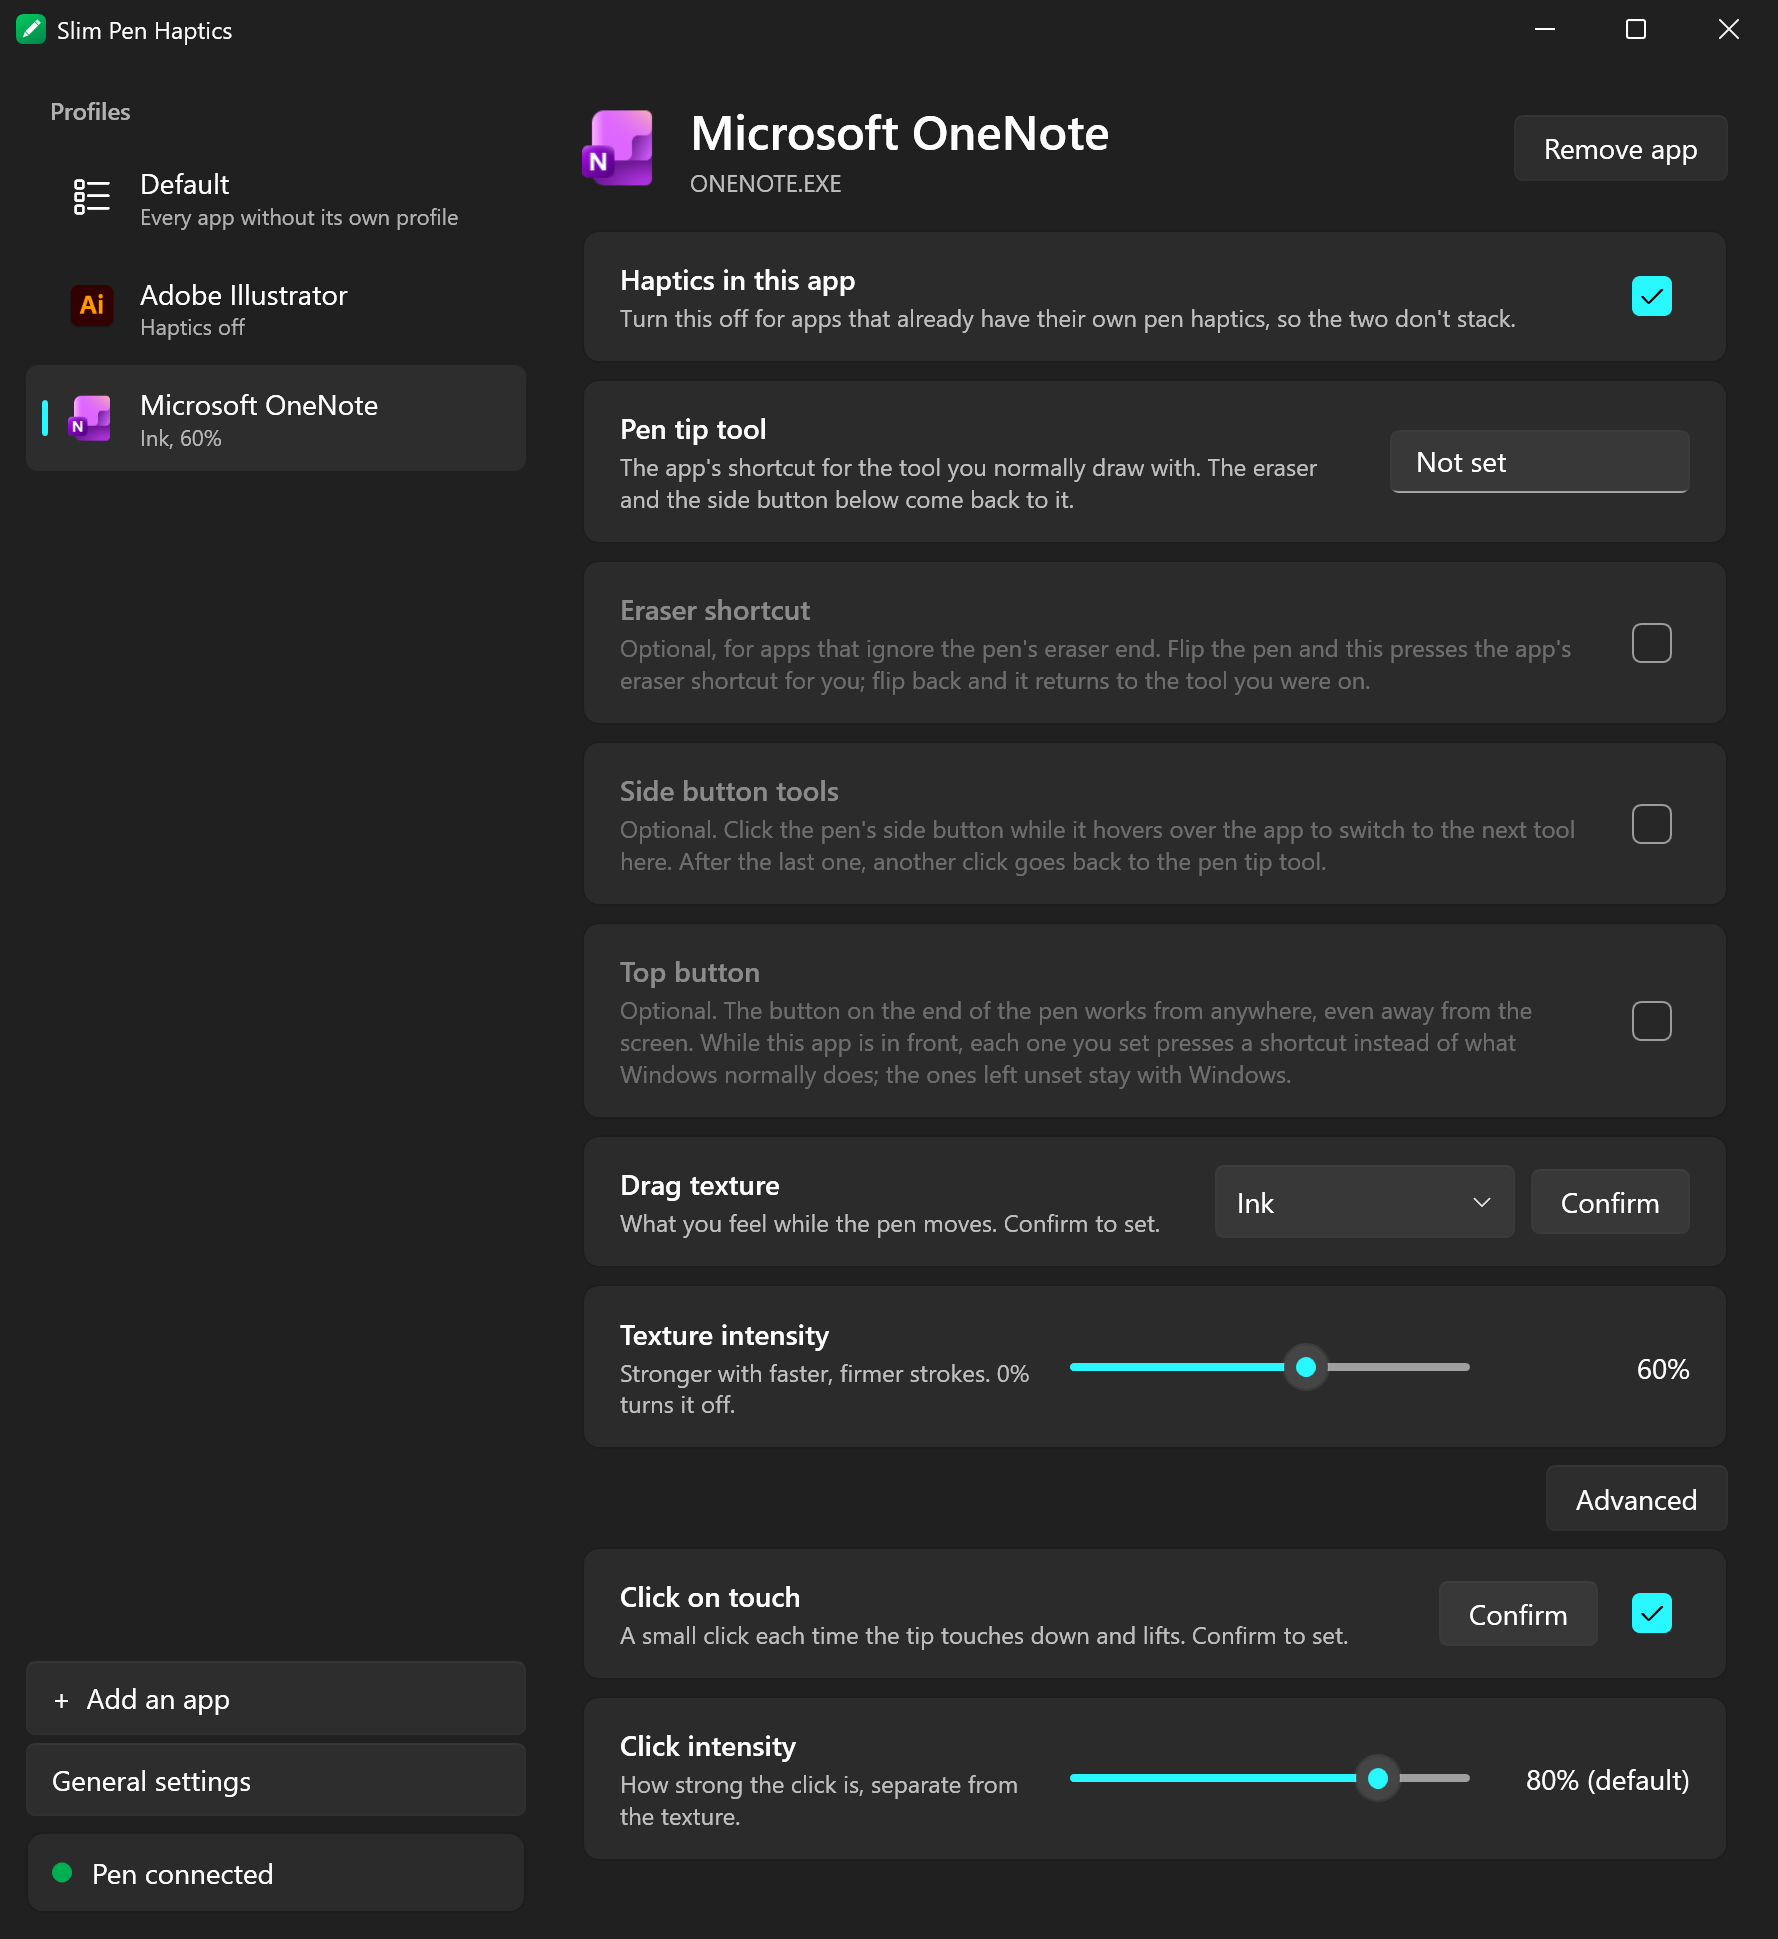 Slim Pen Haptics
Profiles
Default
Every app without its own profile
Ai
Adobe Illustrator
Haptics off
N
Microsoft OneNote
Ink, 60%
+ Add an app
General settings
Pen connected
N
Microsoft OneNote
ONENOTE.EXE
Remove app
Haptics in this app
Turn this off for apps that already have their own pen haptics, so the two don't stack.
Pen tip tool
The app's shortcut for the tool you normally draw with. The eraser
and the side button below come back to it.
Not set
Eraser shortcut
Optional, for apps that ignore the pen's eraser end. Flip the pen and this presses the app's
eraser shortcut for you; flip back and it returns to the tool you were on.
Side button tools
Optional. Click the pen's side button while it hovers over the app to switch to the next tool
here. After the last one, another click goes back to the pen tip tool.
Top button
Optional. The button on the end of the pen works from anywhere, even away from the
screen. While this app is in front, each one you set presses a shortcut instead of what
Windows normally does; the ones left unset stay with Windows.
Drag texture
What you feel while the pen moves. Confirm to set.
Ink
Confirm
Texture intensity
Stronger with faster, firmer strokes. 0%
turns it off.
60%
Advanced
Click on touch
A small click each time the tip touches down and lifts. Confirm to set.
Confirm
Click intensity
How strong the click is, separate from
the texture.
80% (default)